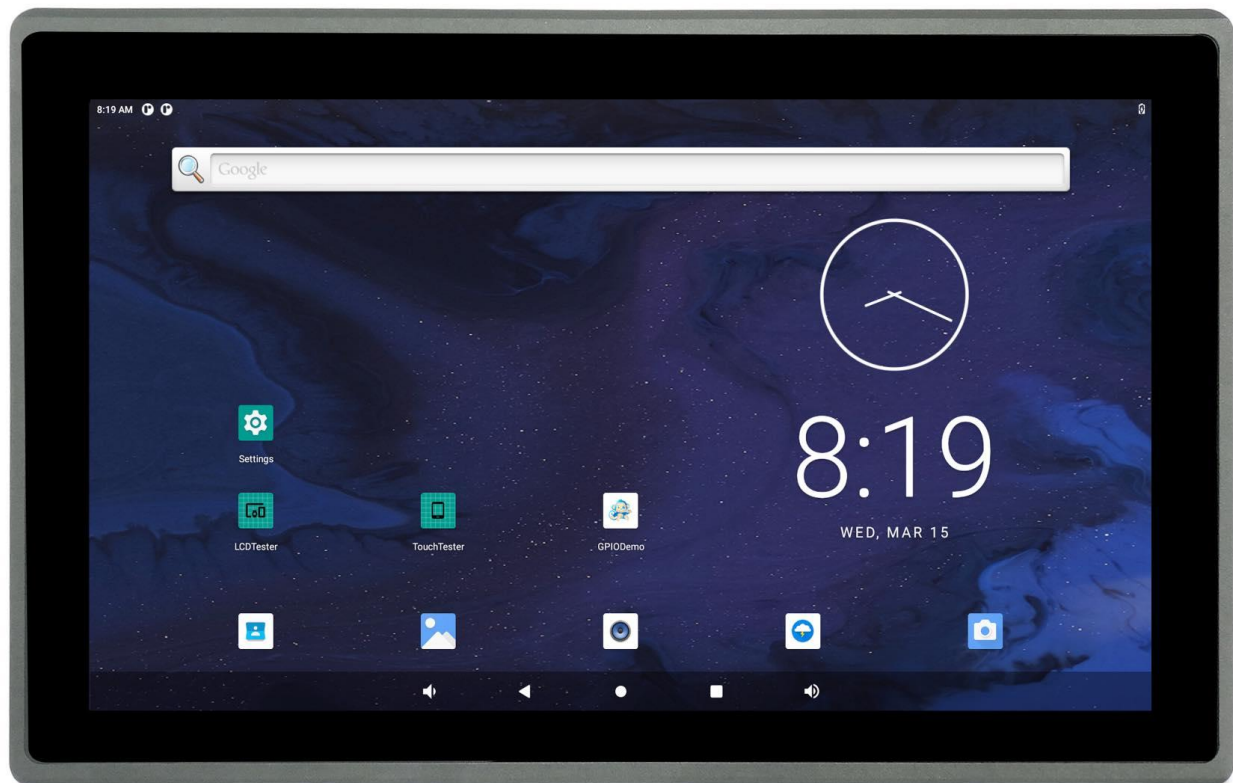 8:19 AM
Google
8:19
WED, MAR 15
Settings
LCDTester
TouchTester
GPIODemo